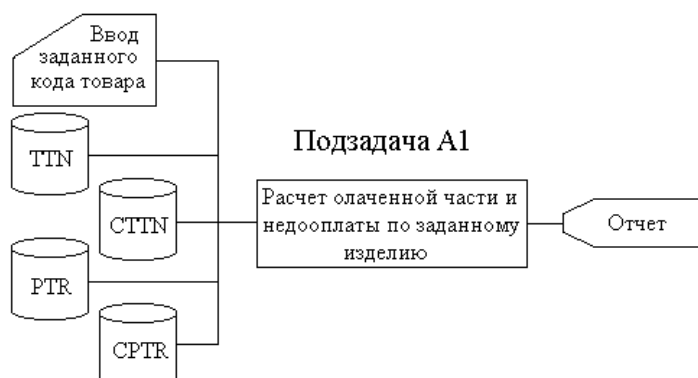 Ввод
заданного
кода товара
TTN
CTTN
PTR
CPTR
Подзадача А1
Расчет олаченной части и
недооплаты по заданному
изделию
Отчет